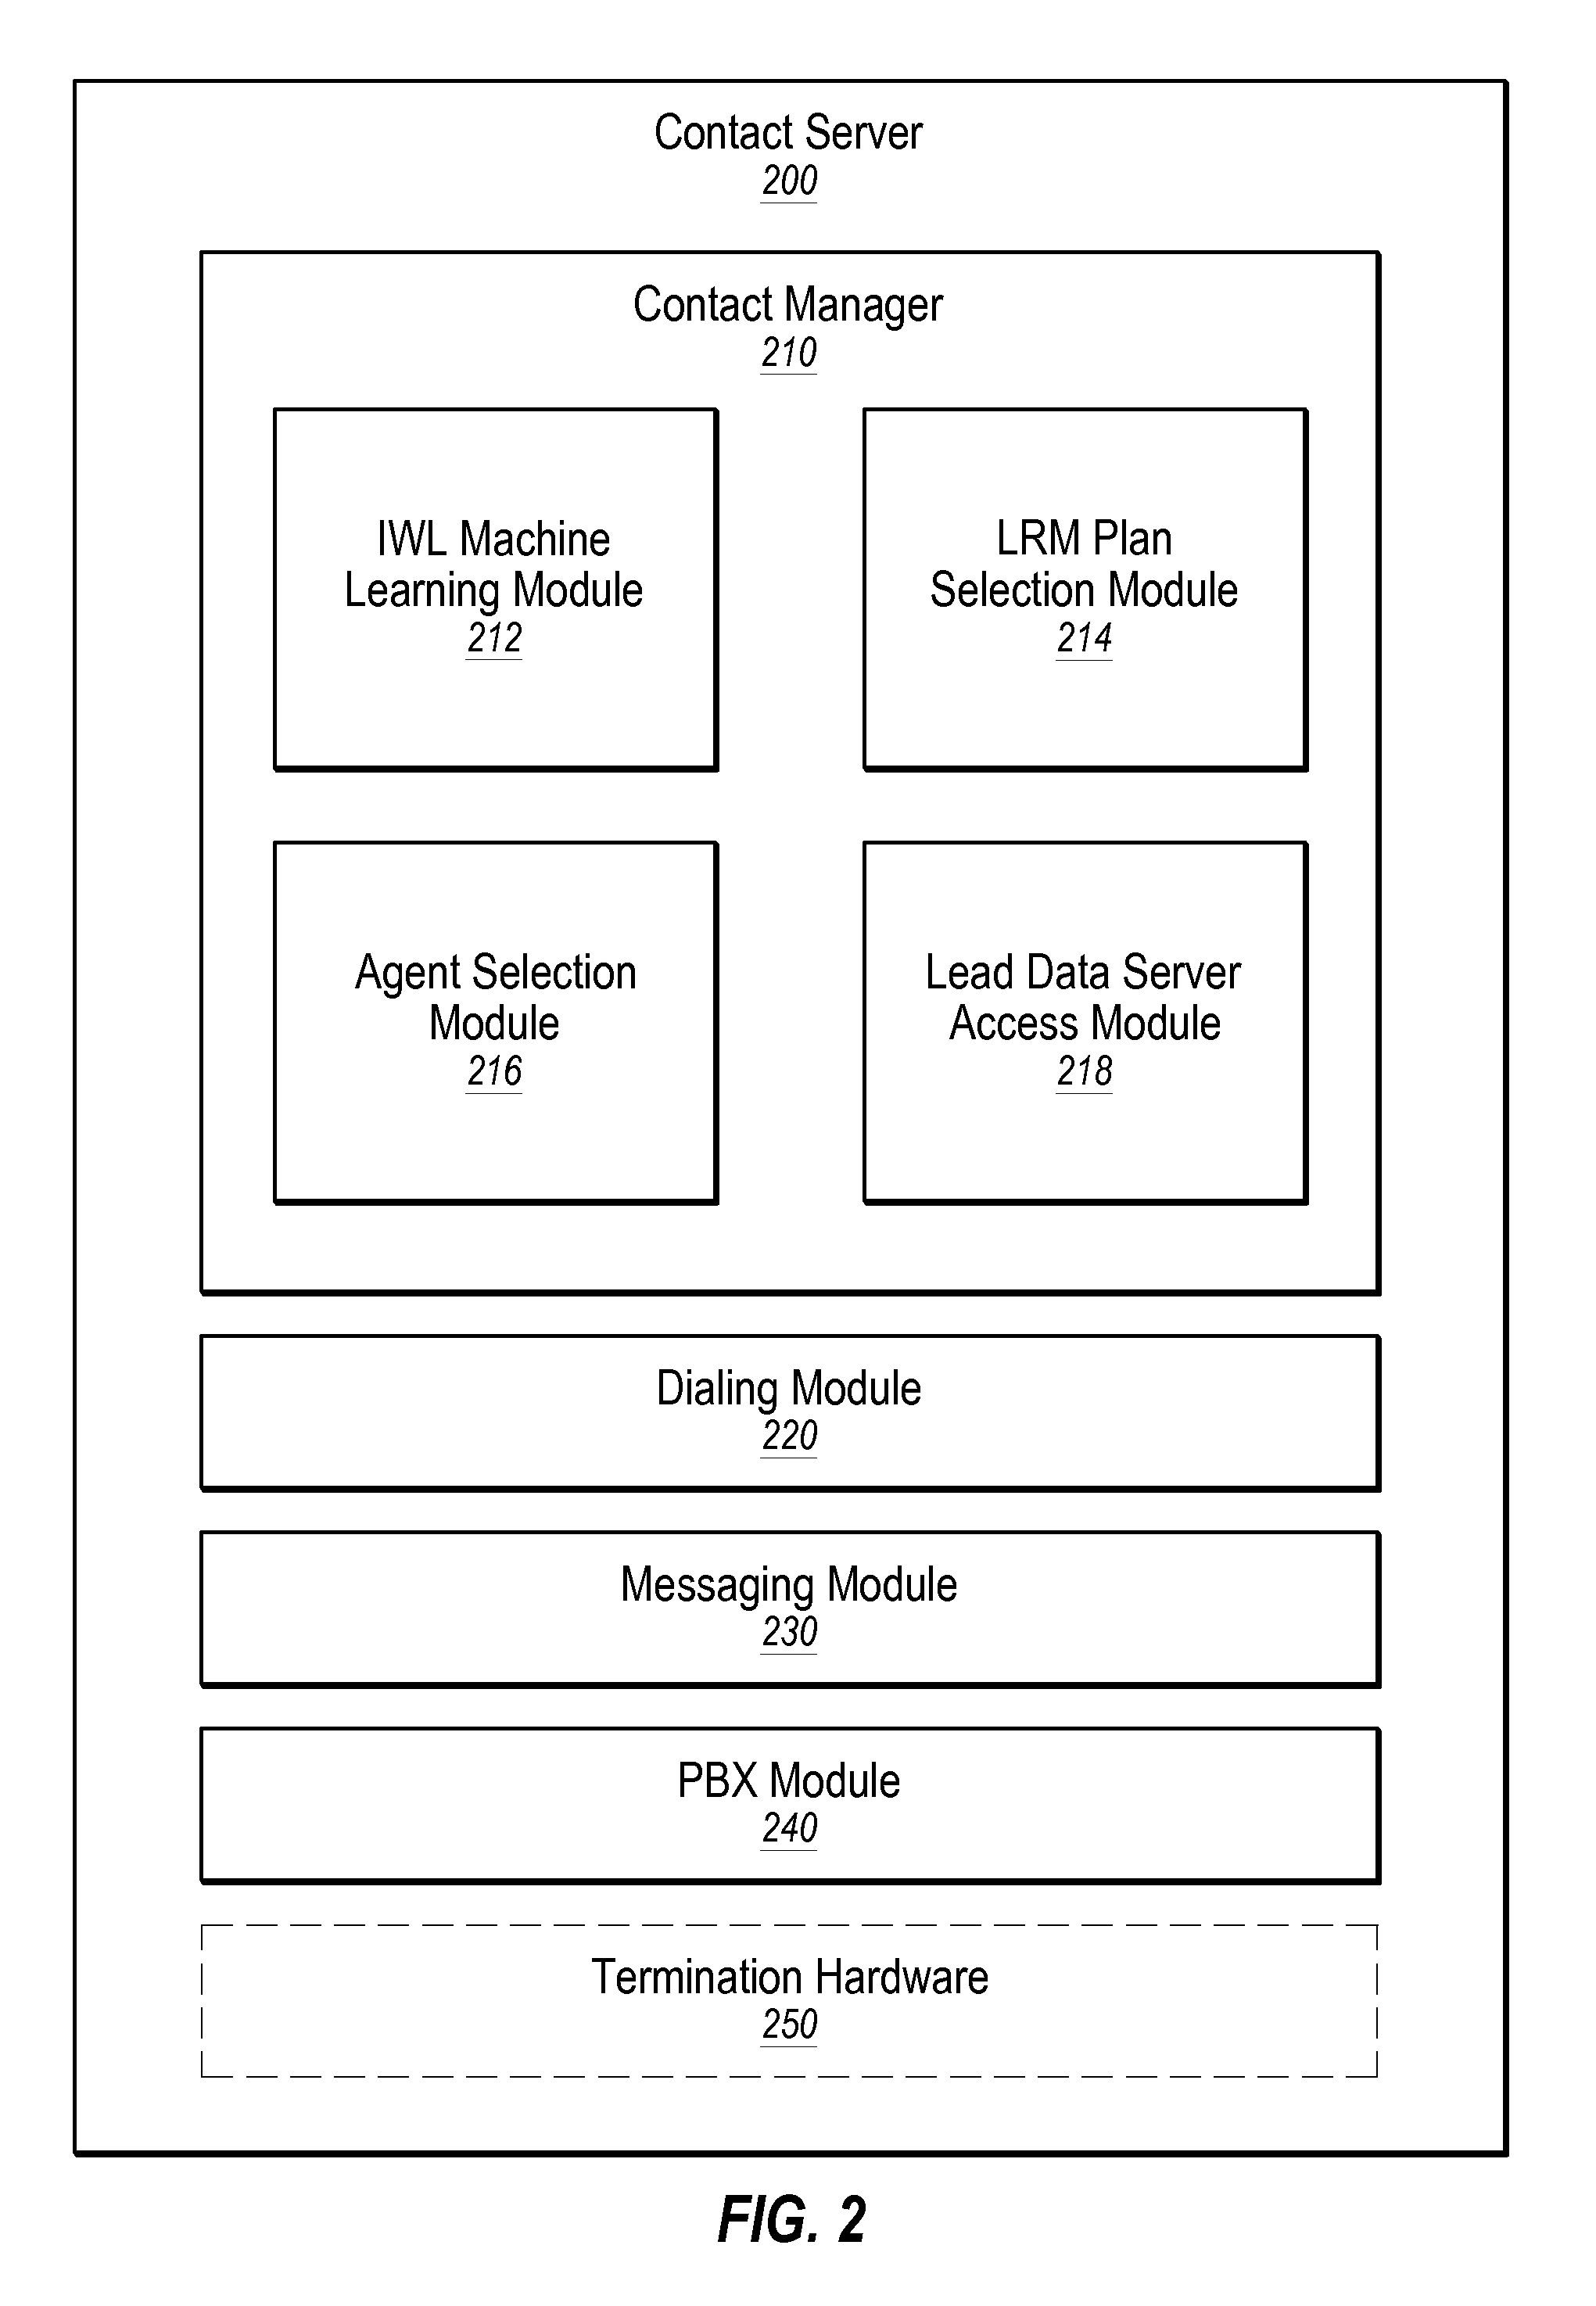 Contact Server
200
Contact Manager
210
IWL Machine
Learning Module
212
LRM Plan
Selection Module
214
Agent Selection
Module
216
Lead Data Server
Access Module
218
Dialing Module
220
Messaging Module
230
PBX Module
240
Termination Hardware
250
FIG. 2